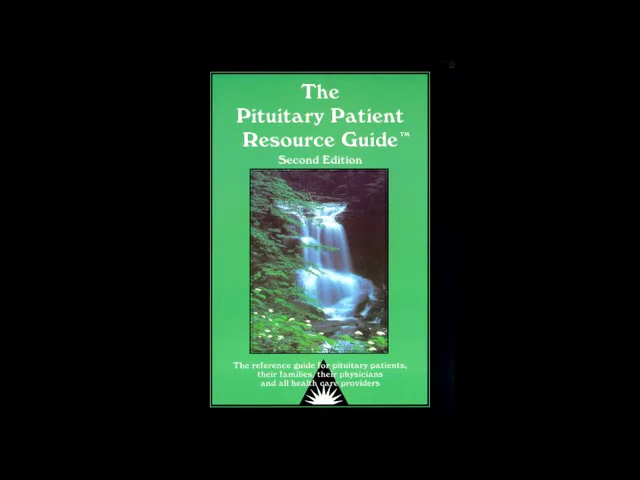 The
Pituitary Patient
Resource Guide™
Second Edition
The reference guide for pituitary patients,
their families, their physicians
and all health care providers